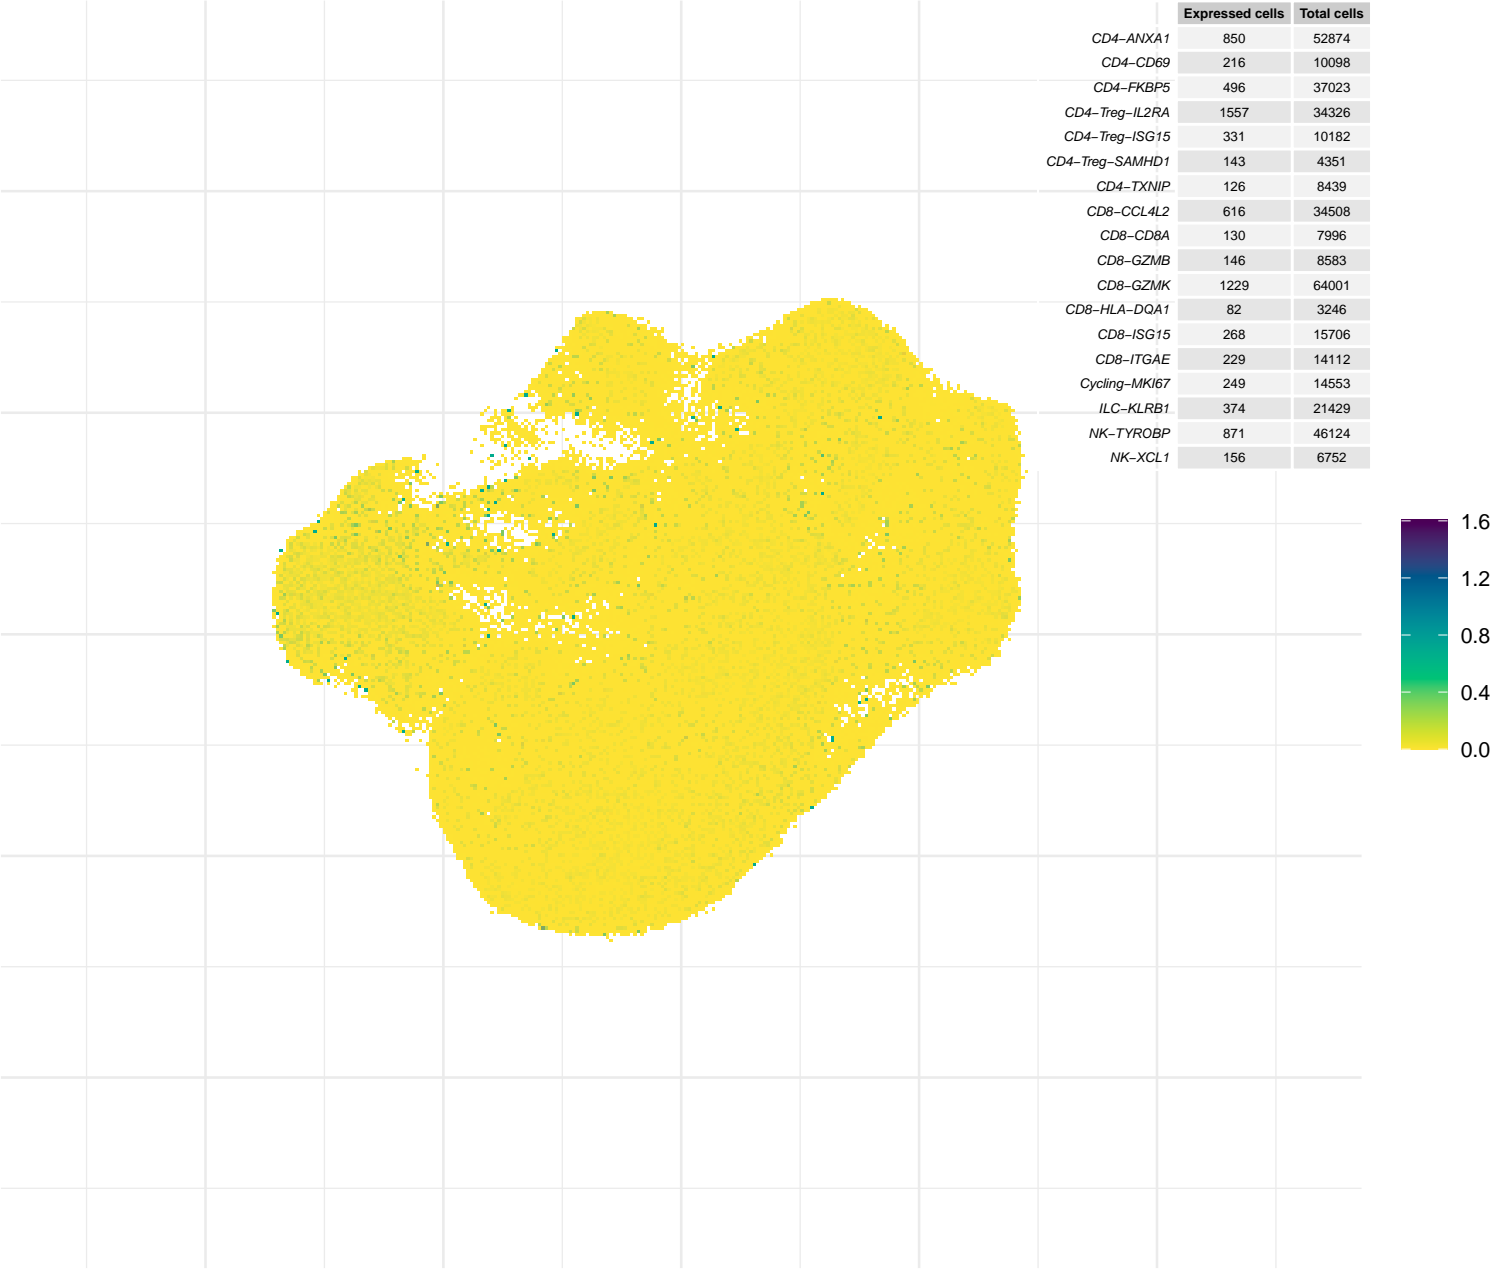 Expressed cells Total cells
CD4−ANXA1 850 52874
CD4−CD69 216 10098
CD4−FKBP5 496 37023
CD4−Treg−IL2RA 1557 34326
CD4−Treg−ISG15 331 10182
CD4−Treg−SAMHD1 143 4351
CD4−TXNIP 126 8439
CD8−CCL4L2 616 34508
CD8−CD8A 130 7996
CD8−GZMB 146 8583
CD8−GZMK 1229 64001
CD8−HLA−DQA1 82 3246
CD8−ISG15 268 15706
CD8−ITGAE 229 14112
Cycling−MKI67 249 14553
ILC−KLRB1 374 21429
NK−TYROBP 871 46124
NK−XCL1 156 6752
1.6
1.2
0.8
0.4
0.0